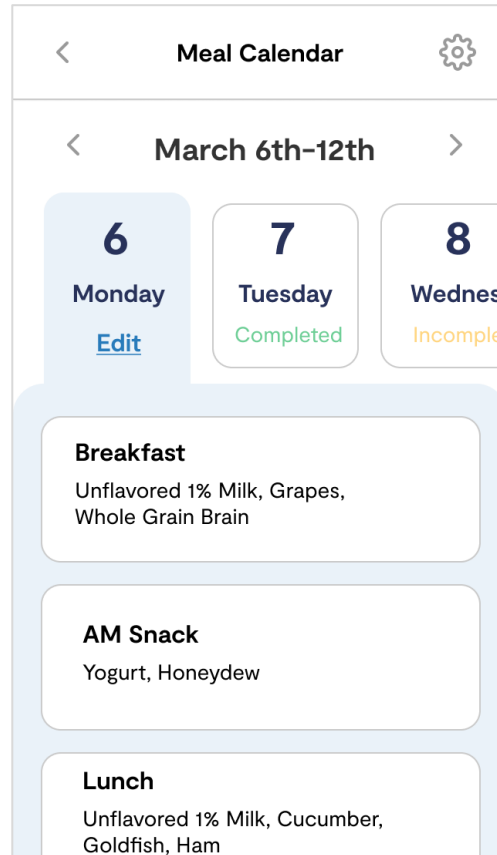 Meal Calendar
March 6th-12th
6
Monday
Edit
7
Tuesday
Completed
8
Wednes
Incomple
Breakfast
Unflavored 1% Milk, Grapes,
Whole Grain Brain
AM Snack
Yogurt, Honeydew
Lunch
Unflavored 1% Milk, Cucumber,
Goldfish, Ham